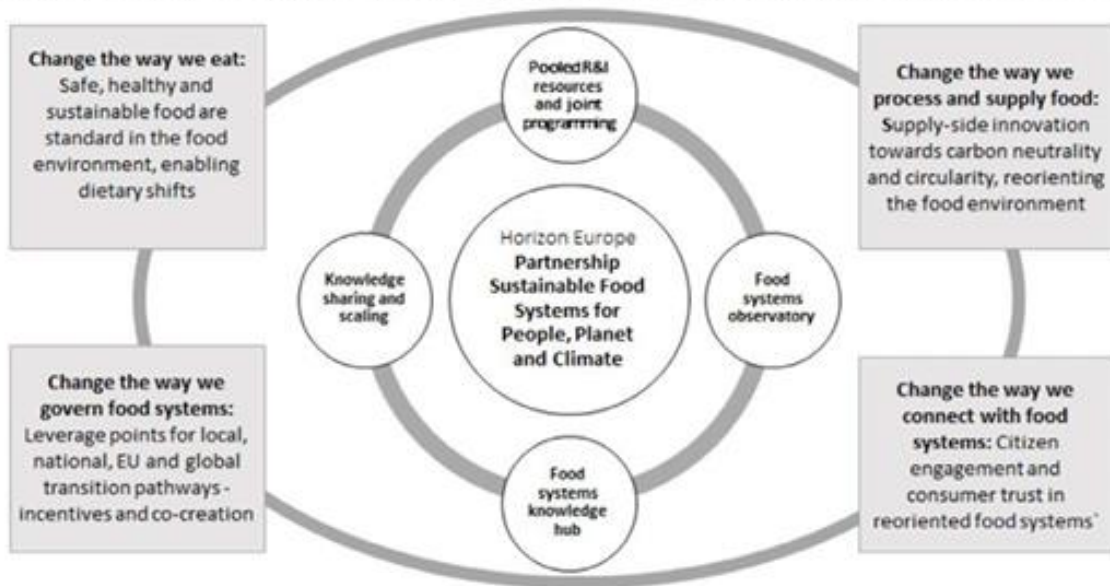 Change the way we eat:
Safe, healthy and
sustainable food are
standard in the food
environment, enabling
dietary shifts
Pooled R&I
resources
and joint
programming
Change the way we
process and supply food:
Supply-side innovation
towards carbon neutrality
and circularity, reorienting
the food environment
Knowledge
sharing and
scaling
Horizon Europe
Partnership
Sustainable Food
Systems for
People, Planet
and Climate
Food
systems
observatory
Change the way we
govern food systems:
Leverage points for local,
national, EU and global
transition pathways -
incentives and co-creation
Food
systems
knowledge
hub
Change the way we
connect with food
systems: Citizen
engagement and
consumer trust in
reoriented food systems`